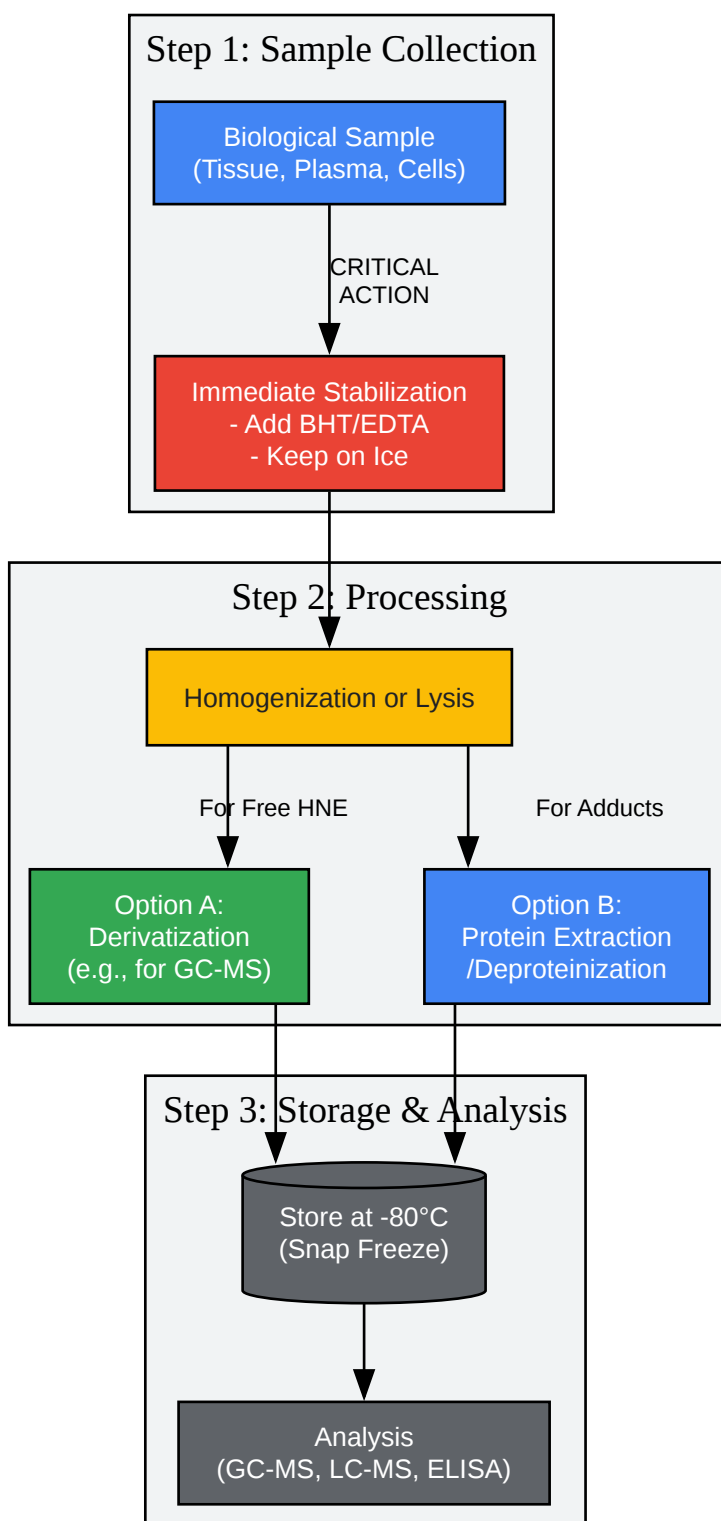 Step 1: Sample Collection
Biological Sample
(Tissue, Plasma, Cells)
CRITICAL
ACTION
Immediate Stabilization
- Add BHT/EDTA
- Keep on Ice
Step 2: Processing
Homogenization or Lysis
For Free HNE
For Adducts
Option A:
Derivatization
(e.g., for GC-MS)
Option B:
Protein Extraction
/Deproteinization
Step 3: Storage & Analysis
Store at -80°C
(Snap Freeze)
Analysis
(GC-MS, LC-MS, ELISA)